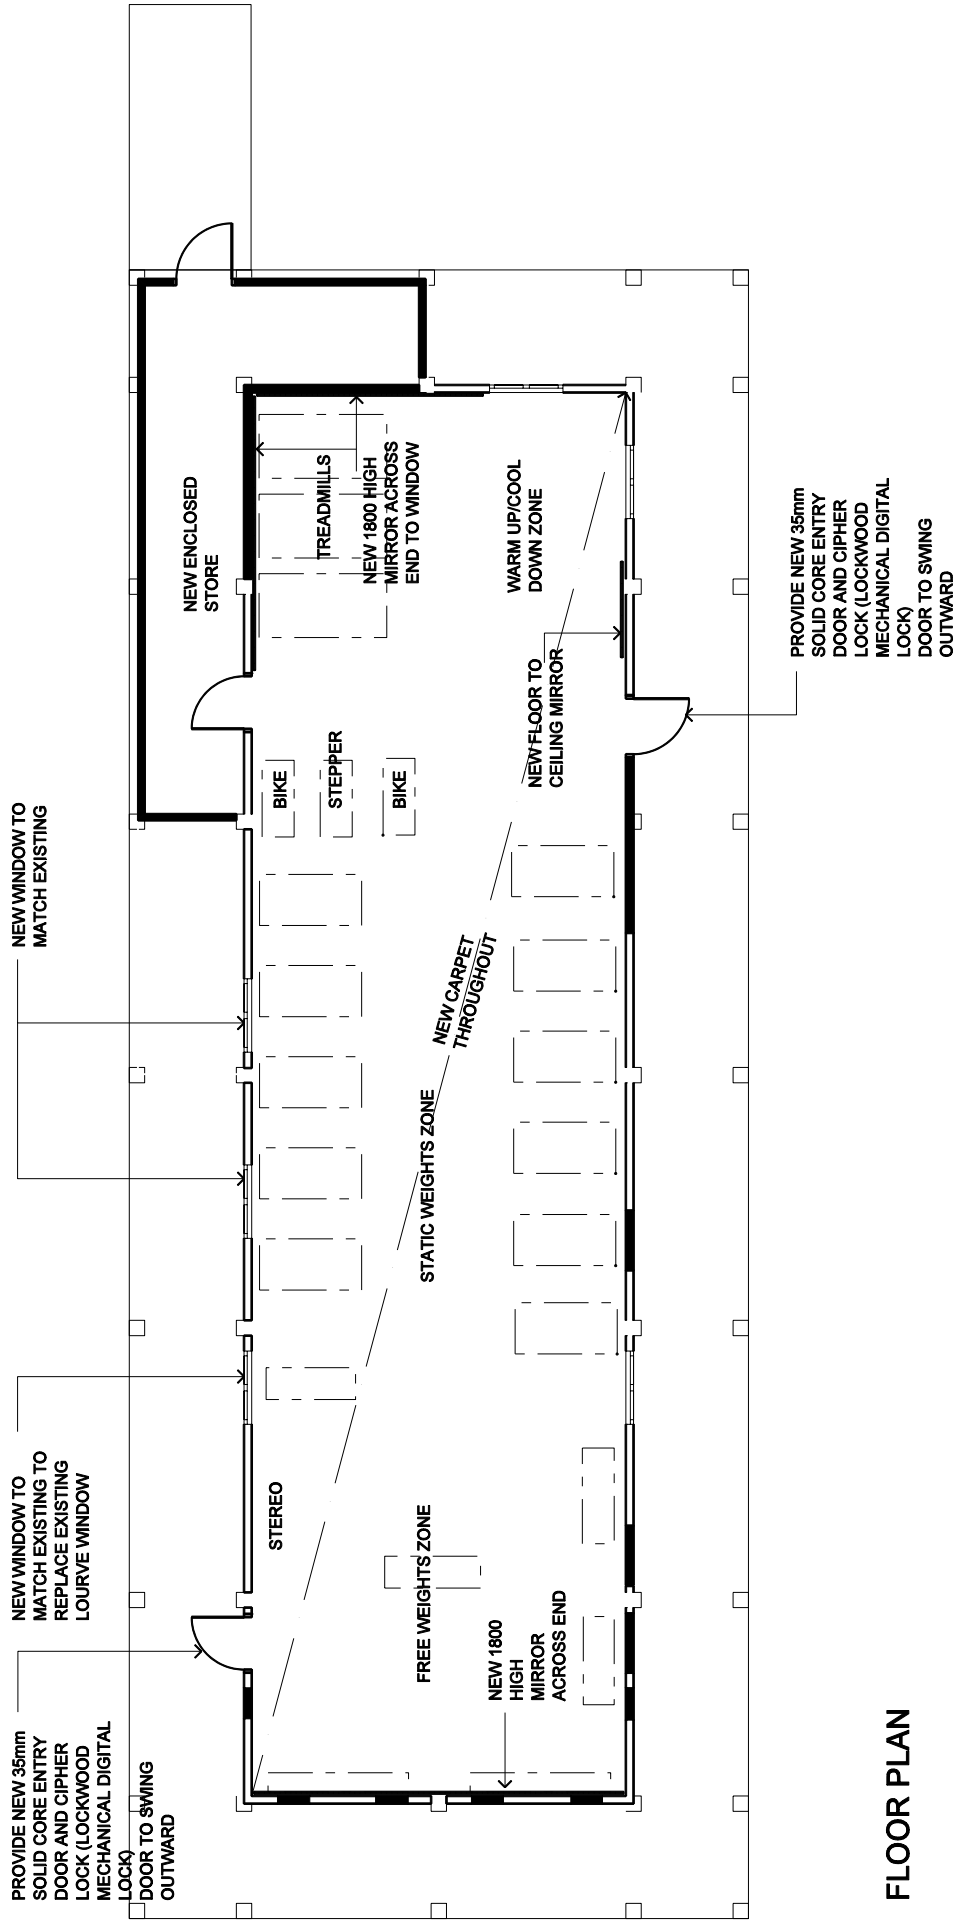 PROVIDE NEW 35mm
SOLID CORE ENTRY
DOOR AND CIPHER
LOCK (LOCKWOOD
MECHANICAL DIGITAL
LOCK)
DOOR TO SWING
OUTWARD
NEW WINDOW TO
MATCH EXISTING TO
REPLACE EXISTING
LOURVE WINDOW
NEW WINDOW TO
MATCH EXISTING
NEW ENCLOSED
STORE
STEREO
BIKE
STEPPER
BIKE
TREADMILLS
NEW 1800 HIGH
MIRROR ACROSS
END TO WINDOW
FREE WEIGHTS ZONE
STATIC WEIGHTS ZONE
NEW CARPET
THROUGHOUT
NEW 1800
HIGH
MIRROR
ACROSS END
NEW FLOOR TO
CEILING MIRROR
WARM UP/COOL
DOWN ZONE
PROVIDE NEW 35mm
SOLID CORE ENTRY
DOOR AND CIPHER
LOCK (LOCKWOOD
MECHANICAL DIGITAL
LOCK)
DOOR TO SWING
OUTWARD
FLOOR PLAN